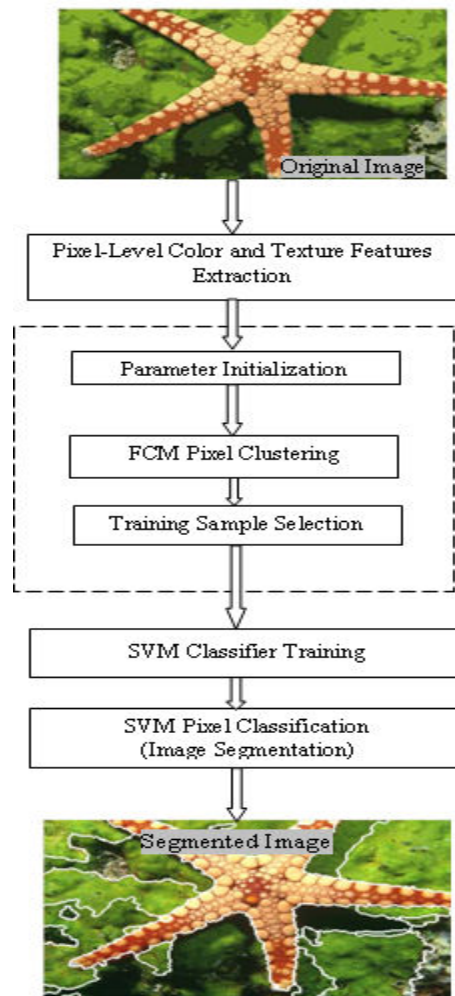 Original Image
Pixel-Level Color and Texture Features
Extraction
Parameter Initialization
FCM Pixel Clustering
Training Sample Selection
SVM Classifier Training
SVM Pixel Classification
(Image Segmentation)
Segmented Image